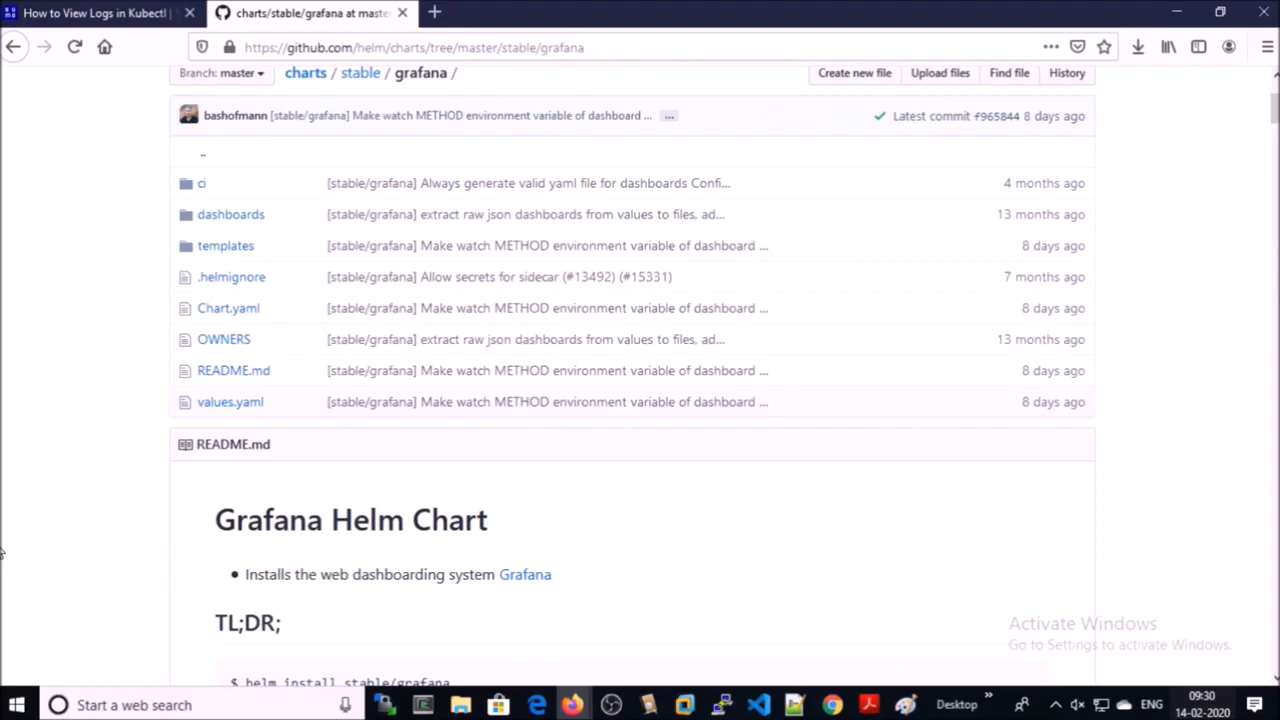 How to View Logs in Kubectl |
charts/stable/grafana at maste
https://github.com/helm/charts/tree/master/stable/grafana
Branch: master
charts / stable / grafana /
Create new file
Upload files
Find file
History
bashofmann [stable/grafana] Make watch METHOD environment variable of dashboard ...
Latest commit f965844 8 days ago
..
ci [stable/grafana] Always generate valid yaml file for dashboards Confi... 4 months ago
dashboards [stable/grafana] extract raw json dashboards from values to files, ad... 13 months ago
templates [stable/grafana] Make watch METHOD environment variable of dashboard ... 8 days ago
.helmignore [stable/grafana] Allow secrets for sidecar (#13492) (#15331) 7 months ago
Chart.yaml [stable/grafana] Make watch METHOD environment variable of dashboard ... 8 days ago
OWNERS [stable/grafana] extract raw json dashboards from values to files, ad... 13 months ago
README.md [stable/grafana] Make watch METHOD environment variable of dashboard ... 8 days ago
values.yaml [stable/grafana] Make watch METHOD environment variable of dashboard ... 8 days ago
README.md
Grafana Helm Chart
• Installs the web dashboarding system Grafana
TL;DR;
$ helm install stable/grafana
Activate Windows
Go to Settings to activate Windows.
Start a web search
Desktop
ENG
09:30
14-02-2020